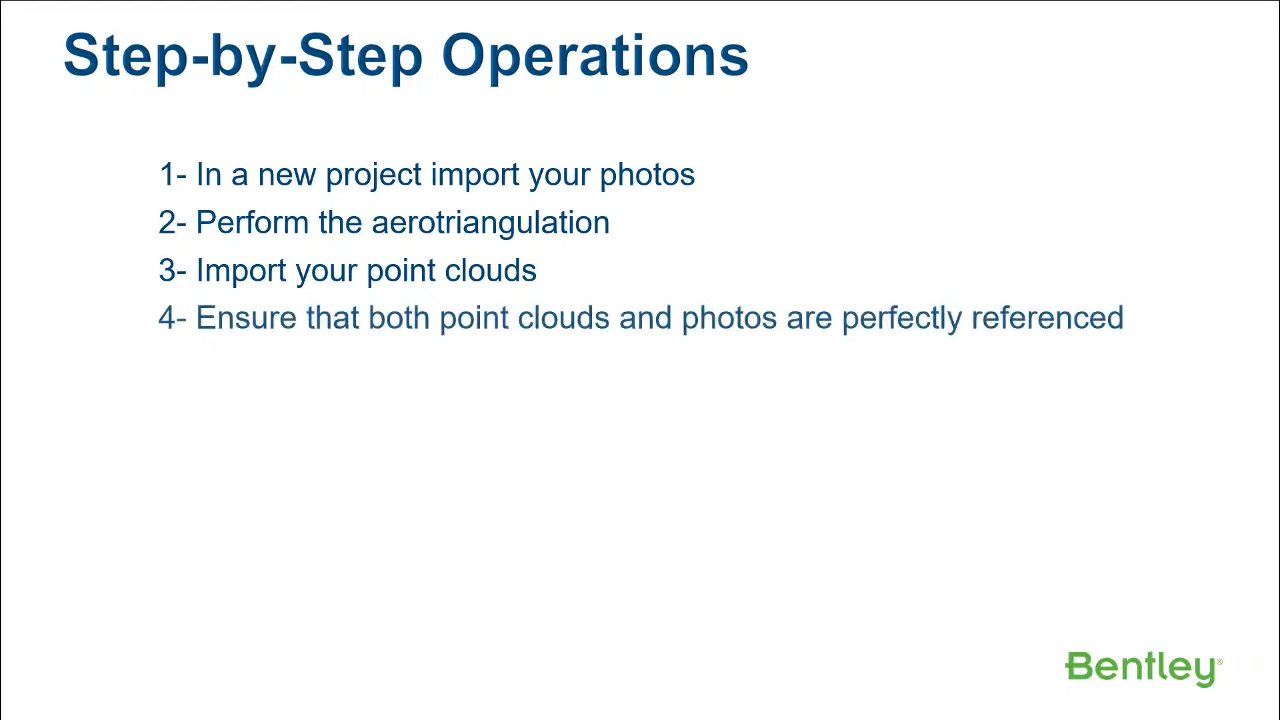 Step-by-Step Operations
1- In a new project import your photos
2- Perform the aerotriangulation
3- Import your point clouds
4- Ensure that both point clouds and photos are perfectly referenced
Bentley®